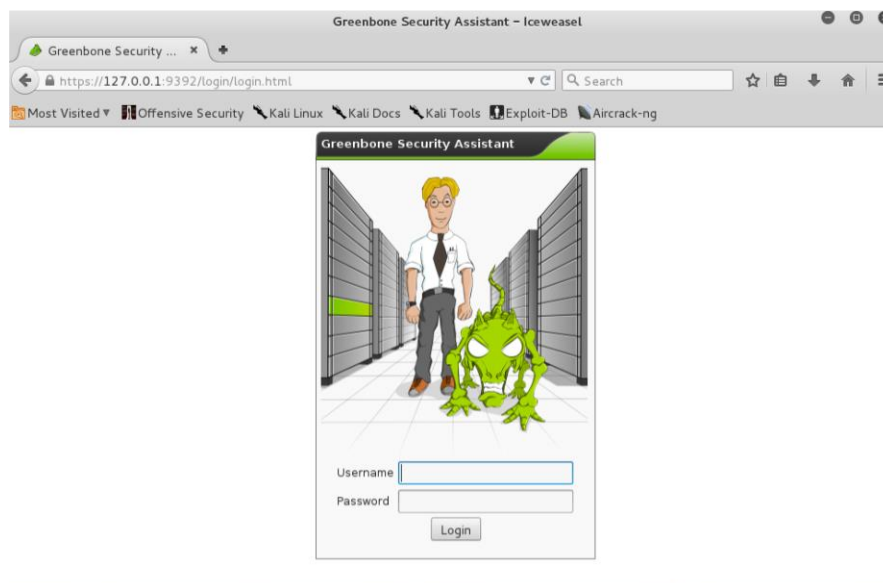 Greenbone Security Assistant - Iceweasel
Greenbone Security ...
https://127.0.0.1:9392/login/login.html
Search
Most Visited
Offensive Security
Kali Linux
Kali Docs
Kali Tools
Exploit-DB
Aircrack-ng
Greenbone Security Assistant
Username
Password
Login